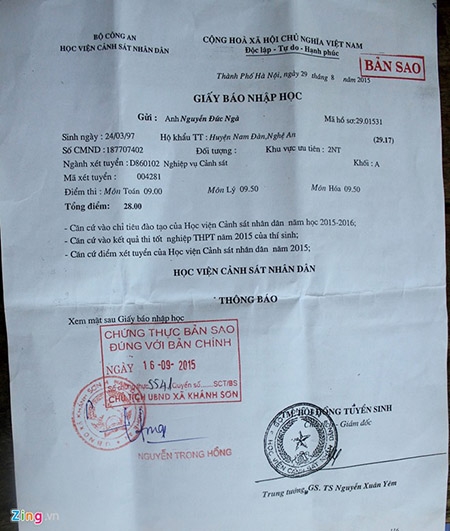 BỘ CÔNG AN
HỌC VIỆN CẢNH SÁT NHÂN DÂN
CỘNG HOÀ XÃ HỘI CHỦ NGHĨA VIỆT NAM
Độc lập - Tự do - Hạnh phúc
BẢN SAO
Thành Phố Hà Nội, ngày 29 tháng 8 năm 2015
GIẤY BÁO NHẬP HỌC
Gửi : Anh Nguyễn Đức Ngà Mã hồ sơ:29.01531
Sinh ngày : 24/03/97 Hộ khẩu TT : Huyện Nam Đàn,Nghệ An (29.17)
Số CMND : 187707402 Đối tượng : Khu vực ưu tiên : 2NT
Ngành xét tuyển : D860102 Nghiệp vụ Cảnh sát Khối : A
Mã xét tuyển : 004281
Điểm thi : Môn Toán 09.00 Môn Lý 09.50 Môn Hóa 09.50
Tổng điểm: 28.00
- Căn cứ vào chỉ tiêu đào tạo của Học viện Cảnh sát nhân dân năm học 2015-2016;
- Căn cứ vào kết quả thi tốt nghiệp THPT năm 2015 của thí sinh;
- Căn cứ điểm xét tuyển của Học viện Cảnh sát nhân dân năm 2015;
HỌC VIỆN CẢNH SÁT NHÂN DÂN
THÔNG BÁO
Xem mặt sau Giấy báo nhập học
CHỨNG THỰC BẢN SAO
ĐÚNG VỚI BẢN CHÍNH
NGÀY 16-09-2015
Số chứng thực 5541 Quyển số......SCT/BS
CHỦ TỊCH UBND XÃ KHÁNH SƠN
NGUYỄN TRỌNG HỒNG
HỘI ĐỒNG TUYỂN SINH
Giám đốc
Trung tướng, GS. TS Nguyễn Xuân Yêm
Zing.vn